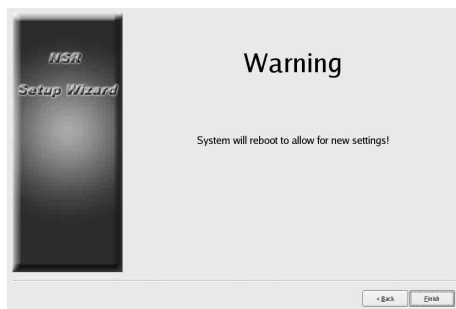 NSR
Setup Wizard
Warning
System will reboot to allow for new settings!
< Back
Finish